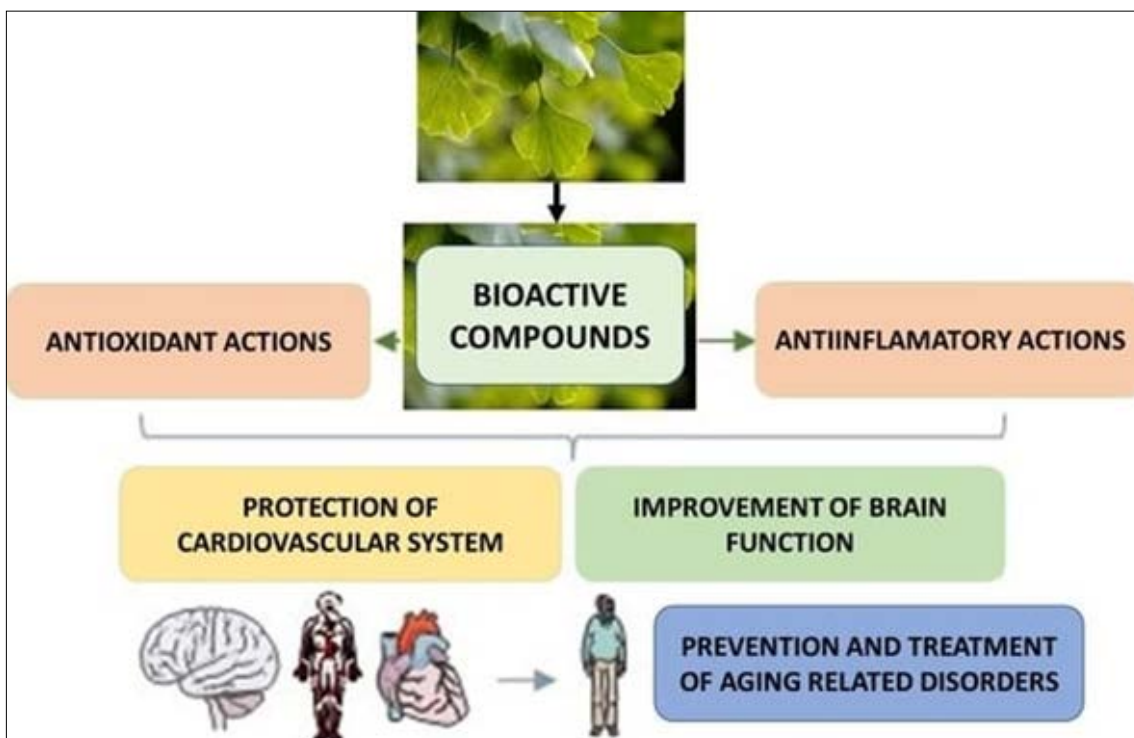 BIOACTIVE
COMPOUNDS
ANTIOXIDANT ACTIONS
ANTIINFLAMATORY ACTIONS
PROTECTION OF
CARDIOVASCULAR SYSTEM
IMPROVEMENT OF BRAIN
FUNCTION
PREVENTION AND TREATMENT
OF AGING RELATED DISORDERS